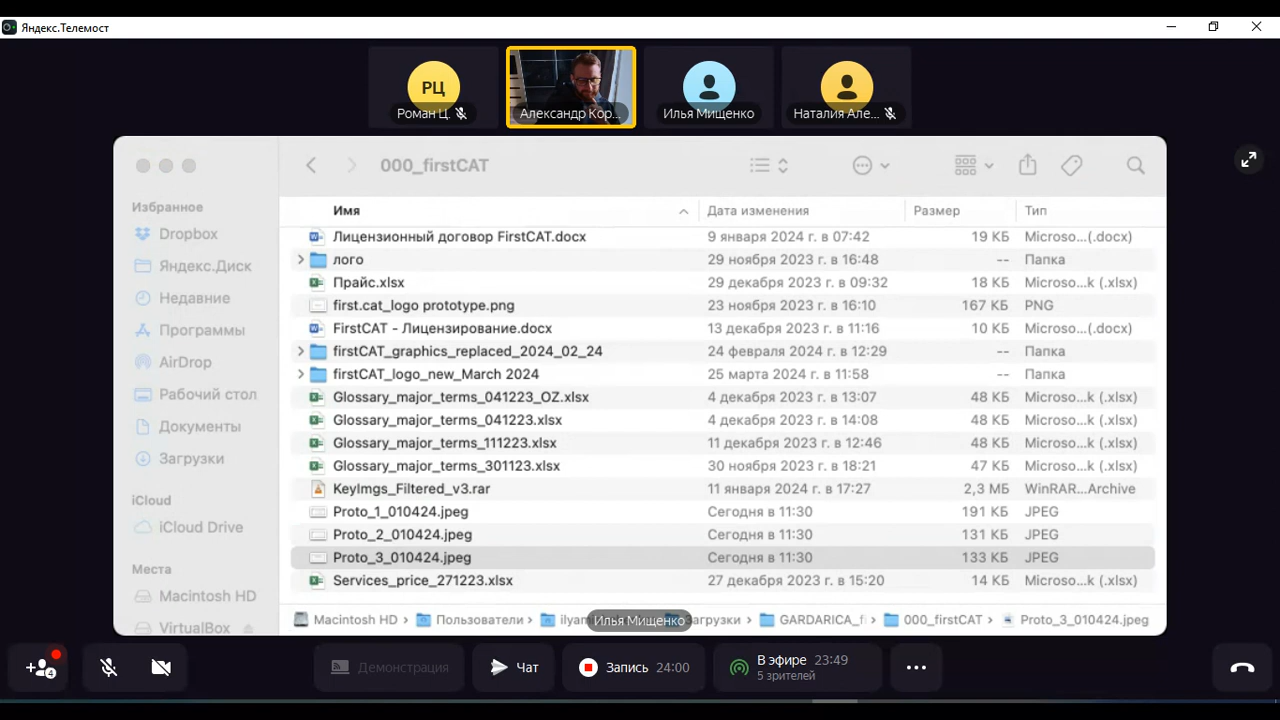 Яндекс.Телемост
РЦ
Роман Ц.
Александр Кор...
Илья Мищенко
Наталия Але...
000_firstCAT
Избранное
Dropbox
Яндекс.Диск
Недавние
Программы
AirDrop
Рабочий стол
Документы
Загрузки
iCloud
iCloud Drive
Места
Macintosh HD
VirtualBox
Имя Дата изменения Размер Тип
Лицензионный договор FirstCAT.docx 9 января 2024 г. в 07:42 19 КБ Microso...(.docx)
лого 29 ноября 2023 г. в 16:48 -- Папка
Прайс.xlsx 29 декабря 2023 г. в 09:32 18 КБ Microso...k (.xlsx)
first.cat_logo prototype.png 23 ноября 2023 г. в 16:10 167 КБ PNG
FirstCAT - Лицензирование.docx 13 декабря 2023 г. в 11:16 10 КБ Microso...(.docx)
firstCAT_graphics_replaced_2024_02_24 24 февраля 2024 г. в 12:29 -- Папка
firstCAT_logo_new_March 2024 25 марта 2024 г. в 11:58 -- Папка
Glossary_major_terms_041223_OZ.xlsx 4 декабря 2023 г. в 13:07 48 КБ Microso...k (.xlsx)
Glossary_major_terms_041223.xlsx 4 декабря 2023 г. в 14:08 48 КБ Microso...k (.xlsx)
Glossary_major_terms_111223.xlsx 11 декабря 2023 г. в 12:46 48 КБ Microso...k (.xlsx)
Glossary_major_terms_301123.xlsx 30 ноября 2023 г. в 18:21 47 КБ Microso...k (.xlsx)
KeyImgs_Filtered_v3.rar 11 января 2024 г. в 17:27 2,3 МБ WinRAR...Archive
Proto_1_010424.jpeg Сегодня в 11:30 191 КБ JPEG
Proto_2_010424.jpeg Сегодня в 11:30 131 КБ JPEG
Proto_3_010424.jpeg Сегодня в 11:30 133 КБ JPEG
Services_price_271223.xlsx 27 декабря 2023 г. в 15:20 14 КБ Microso...k (.xlsx)
Macintosh HD › Пользователи › ilyam Илья Мищенко Загрузки › GARDARICA_fi › 000_firstCAT › Proto_3_010424.jpeg
4
Демонстрация
Чат
Запись 24:00
В эфире 23:49
5 зрителей